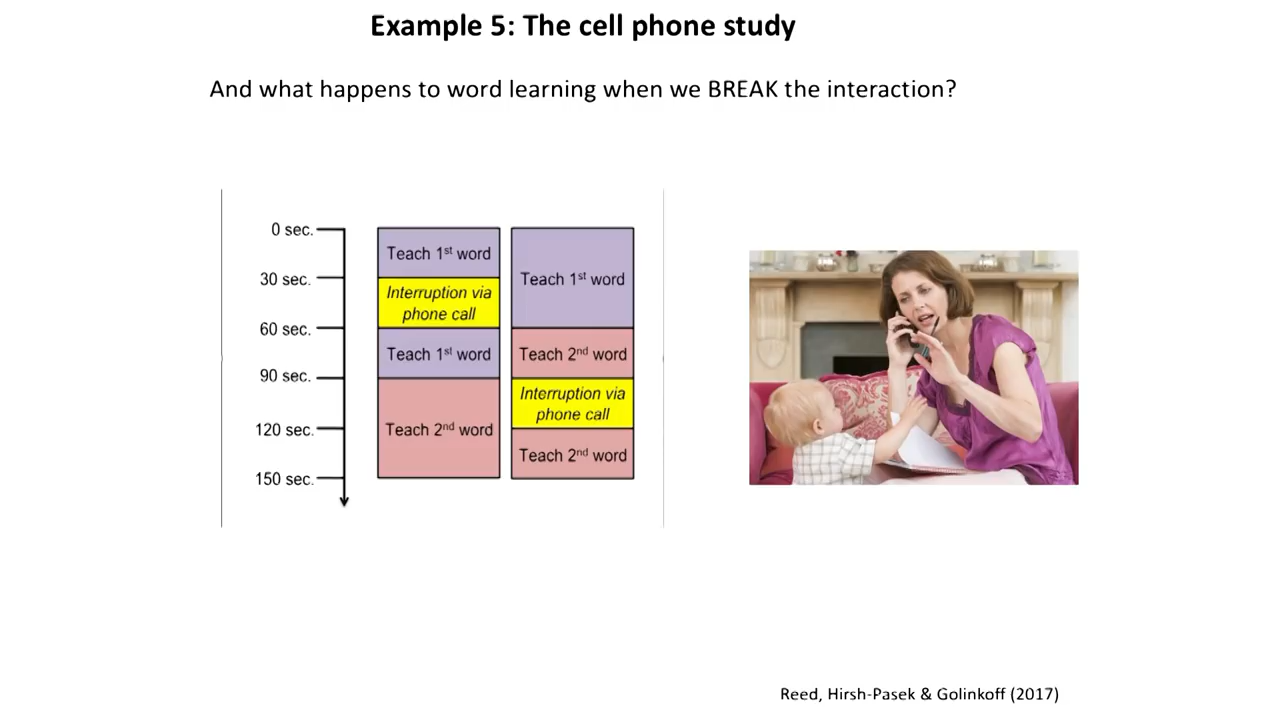 Example 5: The cell phone study
And what happens to word learning when we BREAK the interaction?
0 sec.
30 sec.
60 sec.
90 sec.
120 sec.
150 sec.
Teach 1st word
Interruption via
phone call
Teach 1st word
Teach 2nd word
Teach 1st word
Teach 2nd word
Interruption via
phone call
Teach 2nd word
Reed, Hirsh-Pasek & Golinkoff (2017)